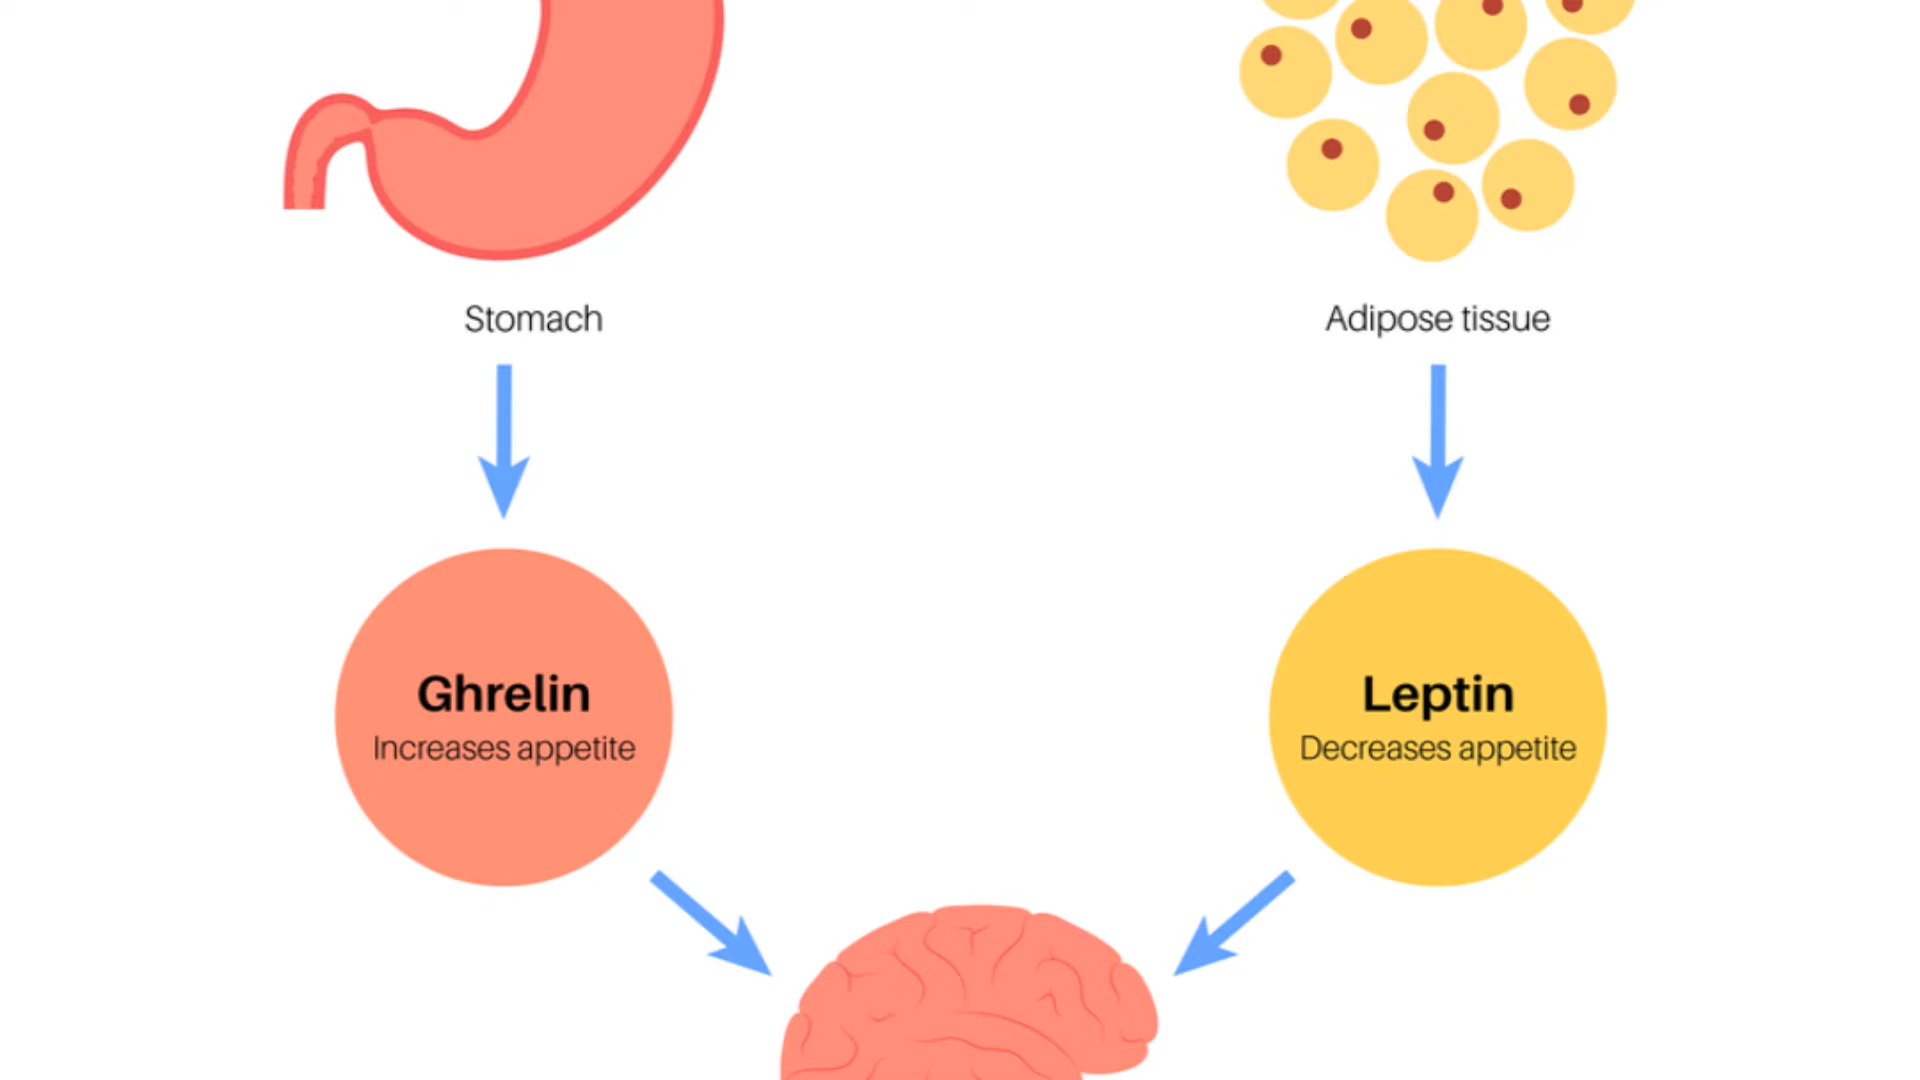 Stomach
Adipose tissue
Ghrelin
Increases appetite
Leptin
Decreases appetite